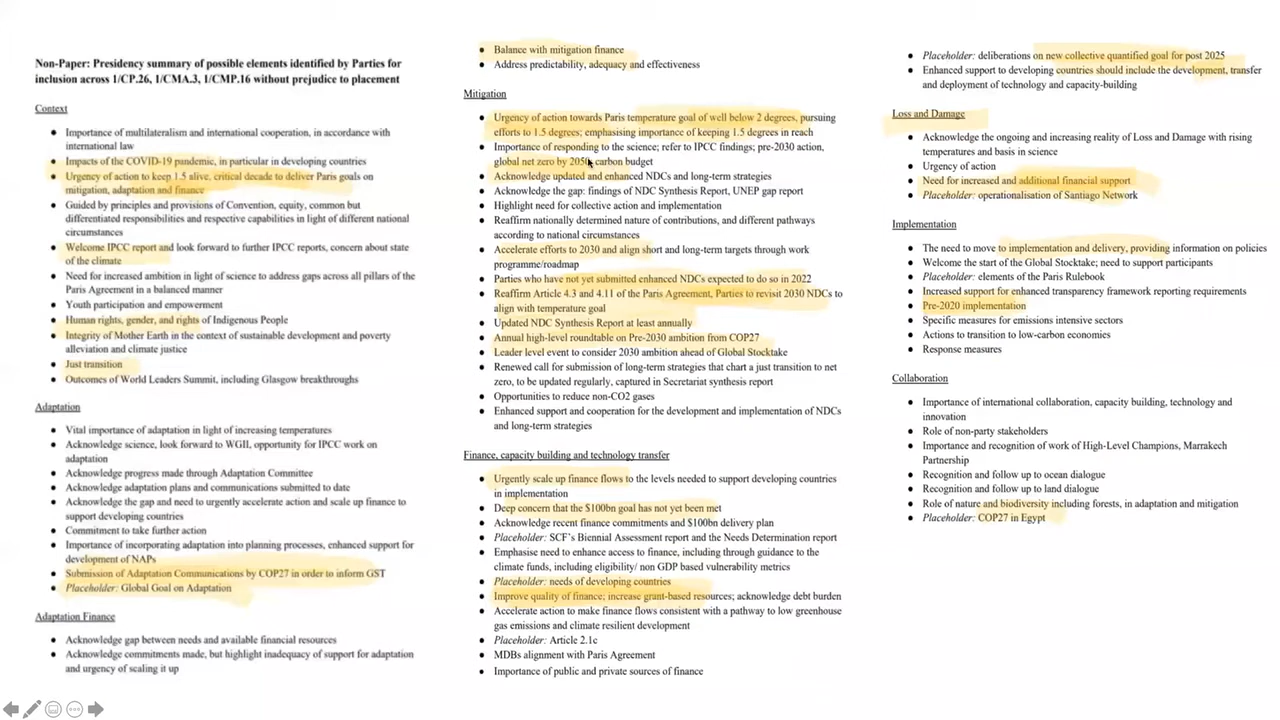 Non-Paper: Presidency summary of possible elements identified by Parties for
inclusion across 1/CP.26, 1/CMA.3, 1/CMP.16 without prejudice to placement
Context
● Importance of multilateralism and international cooperation, in accordance with
international law
● Impacts of the COVID-19 pandemic, in particular in developing countries
● Urgency of action to keep 1.5 alive, critical decade to deliver Paris goals on
mitigation, adaptation and finance
● Guided by principles and provisions of Convention, equity, common but
differentiated responsibilities and respective capabilities in light of different national
circumstances
● Welcome IPCC report and look forward to further IPCC reports, concern about state
of the climate
● Need for increased ambition in light of science to address gaps across all pillars of the
Paris Agreement in a balanced manner
● Youth participation and empowerment
● Human rights, gender, and rights of Indigenous People
● Integrity of Mother Earth in the context of sustainable development and poverty
alleviation and climate justice
● Just transition
● Outcomes of World Leaders Summit, including Glasgow breakthroughs
Adaptation
● Vital importance of adaptation in light of increasing temperatures
● Acknowledge science, look forward to WGII, opportunity for IPCC work on
adaptation
● Acknowledge progress made through Adaptation Committee
● Acknowledge adaptation plans and communications submitted to date
● Acknowledge the gap and need to urgently accelerate action and scale up finance to
support developing countries
● Commitment to take further action
● Importance of incorporating adaptation into planning processes, enhanced support for
development of NAPs
● Submission of Adaptation Communications by COP27 in order to inform GST
● Placeholder: Global Goal on Adaptation
Adaptation Finance
● Acknowledge gap between needs and available financial resources
● Acknowledge commitments made, but highlight inadequacy of support for adaptation
and urgency of scaling it up
● Balance with mitigation finance
● Address predictability, adequacy and effectiveness
Mitigation
● Urgency of action towards Paris temperature goal of well below 2 degrees, pursuing
efforts to 1.5 degrees; emphasising importance of keeping 1.5 degrees in reach
● Importance of responding to the science; refer to IPCC findings; pre-2030 action,
global net zero by 2050, carbon budget
● Acknowledge updated and enhanced NDCs and long-term strategies
● Acknowledge the gap: findings of NDC Synthesis Report, UNEP gap report
● Highlight need for collective action and implementation
● Reaffirm nationally determined nature of contributions, and different pathways
according to national circumstances
● Accelerate efforts to 2030 and align short and long-term targets through work
programme/roadmap
● Parties who have not yet submitted enhanced NDCs expected to do so in 2022
● Reaffirm Article 4.3 and 4.11 of the Paris Agreement, Parties to revisit 2030 NDCs to
align with temperature goal
● Updated NDC Synthesis Report at least annually
● Annual high-level roundtable on Pre-2030 ambition from COP27
● Leader level event to consider 2030 ambition ahead of Global Stocktake
● Renewed call for submission of long-term strategies that chart a just transition to net
zero, to be updated regularly, captured in Secretariat synthesis report
● Opportunities to reduce non-CO2 gases
● Enhanced support and cooperation for the development and implementation of NDCs
and long-term strategies
Finance, capacity building and technology transfer
● Urgently scale up finance flows to the levels needed to support developing countries
in implementation
● Deep concern that the $100bn goal has not yet been met
● Acknowledge recent finance commitments and $100bn delivery plan
● Placeholder: SCF's Biennial Assessment report and the Needs Determination report
● Emphasise need to enhance access to finance, including through guidance to the
climate funds, including eligibility/ non GDP based vulnerability metrics
● Placeholder: needs of developing countries
● Improve quality of finance; increase grant-based resources; acknowledge debt burden
● Accelerate action to make finance flows consistent with a pathway to low greenhouse
gas emissions and climate resilient development
● Placeholder: Article 2.1c
● MDBs alignment with Paris Agreement
● Importance of public and private sources of finance
● Placeholder: deliberations on new collective quantified goal for post 2025
● Enhanced support to developing countries should include the development, transfer
and deployment of technology and capacity-building
Loss and Damage
● Acknowledge the ongoing and increasing reality of Loss and Damage with rising
temperatures and basis in science
● Urgency of action
● Need for increased and additional financial support
● Placeholder: operationalisation of Santiago Network
Implementation
● The need to move to implementation and delivery, providing information on policies
● Welcome the start of the Global Stocktake; need to support participants
● Placeholder: elements of the Paris Rulebook
● Increased support for enhanced transparency framework reporting requirements
● Pre-2020 implementation
● Specific measures for emissions intensive sectors
● Actions to transition to low-carbon economies
● Response measures
Collaboration
● Importance of international collaboration, capacity building, technology and
innovation
● Role of non-party stakeholders
● Importance and recognition of work of High-Level Champions, Marrakech
Partnership
● Recognition and follow up to ocean dialogue
● Recognition and follow up to land dialogue
● Role of nature and biodiversity including forests, in adaptation and mitigation
● Placeholder: COP27 in Egypt